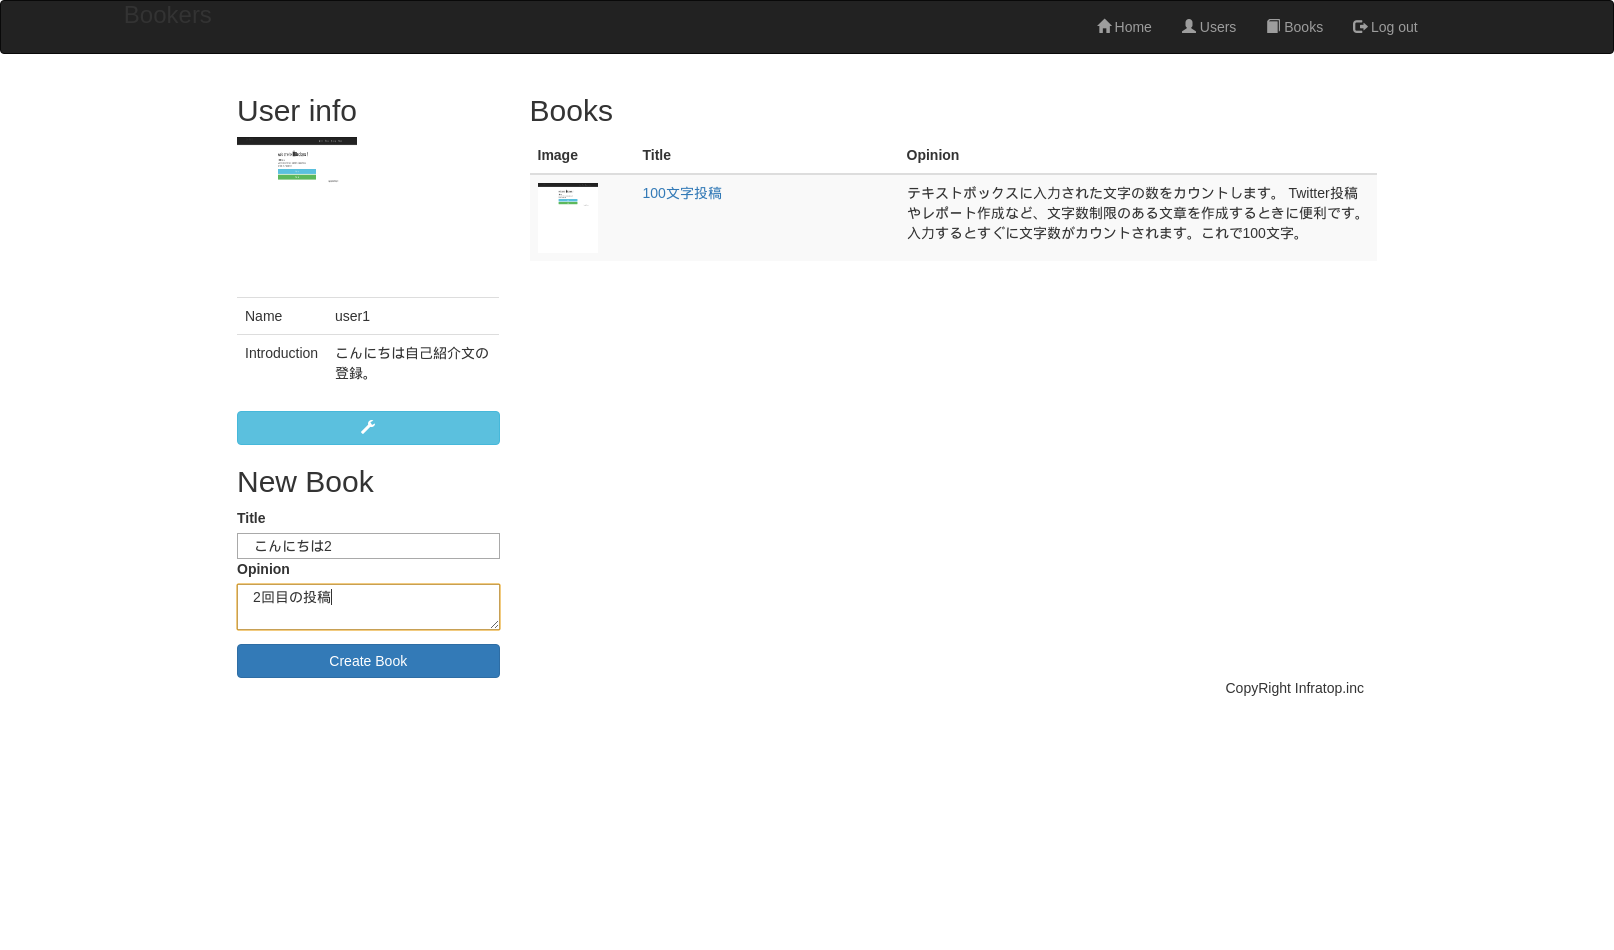 Bookers
Home Users Books Log out
User info
Name user1
Introduction こんにちは自己紹介文の
登録。
New Book
Title
こんにちは2
Opinion
2回目の投稿
Create Book
Books
Image Title Opinion
100文字投稿
テキストボックスに入力された文字の数をカウントします。 Twitter投稿
やレポート作成など、文字数制限のある文章を作成するときに便利です。
入力するとすぐに文字数がカウントされます。これで100文字。
CopyRight Infratop.inc